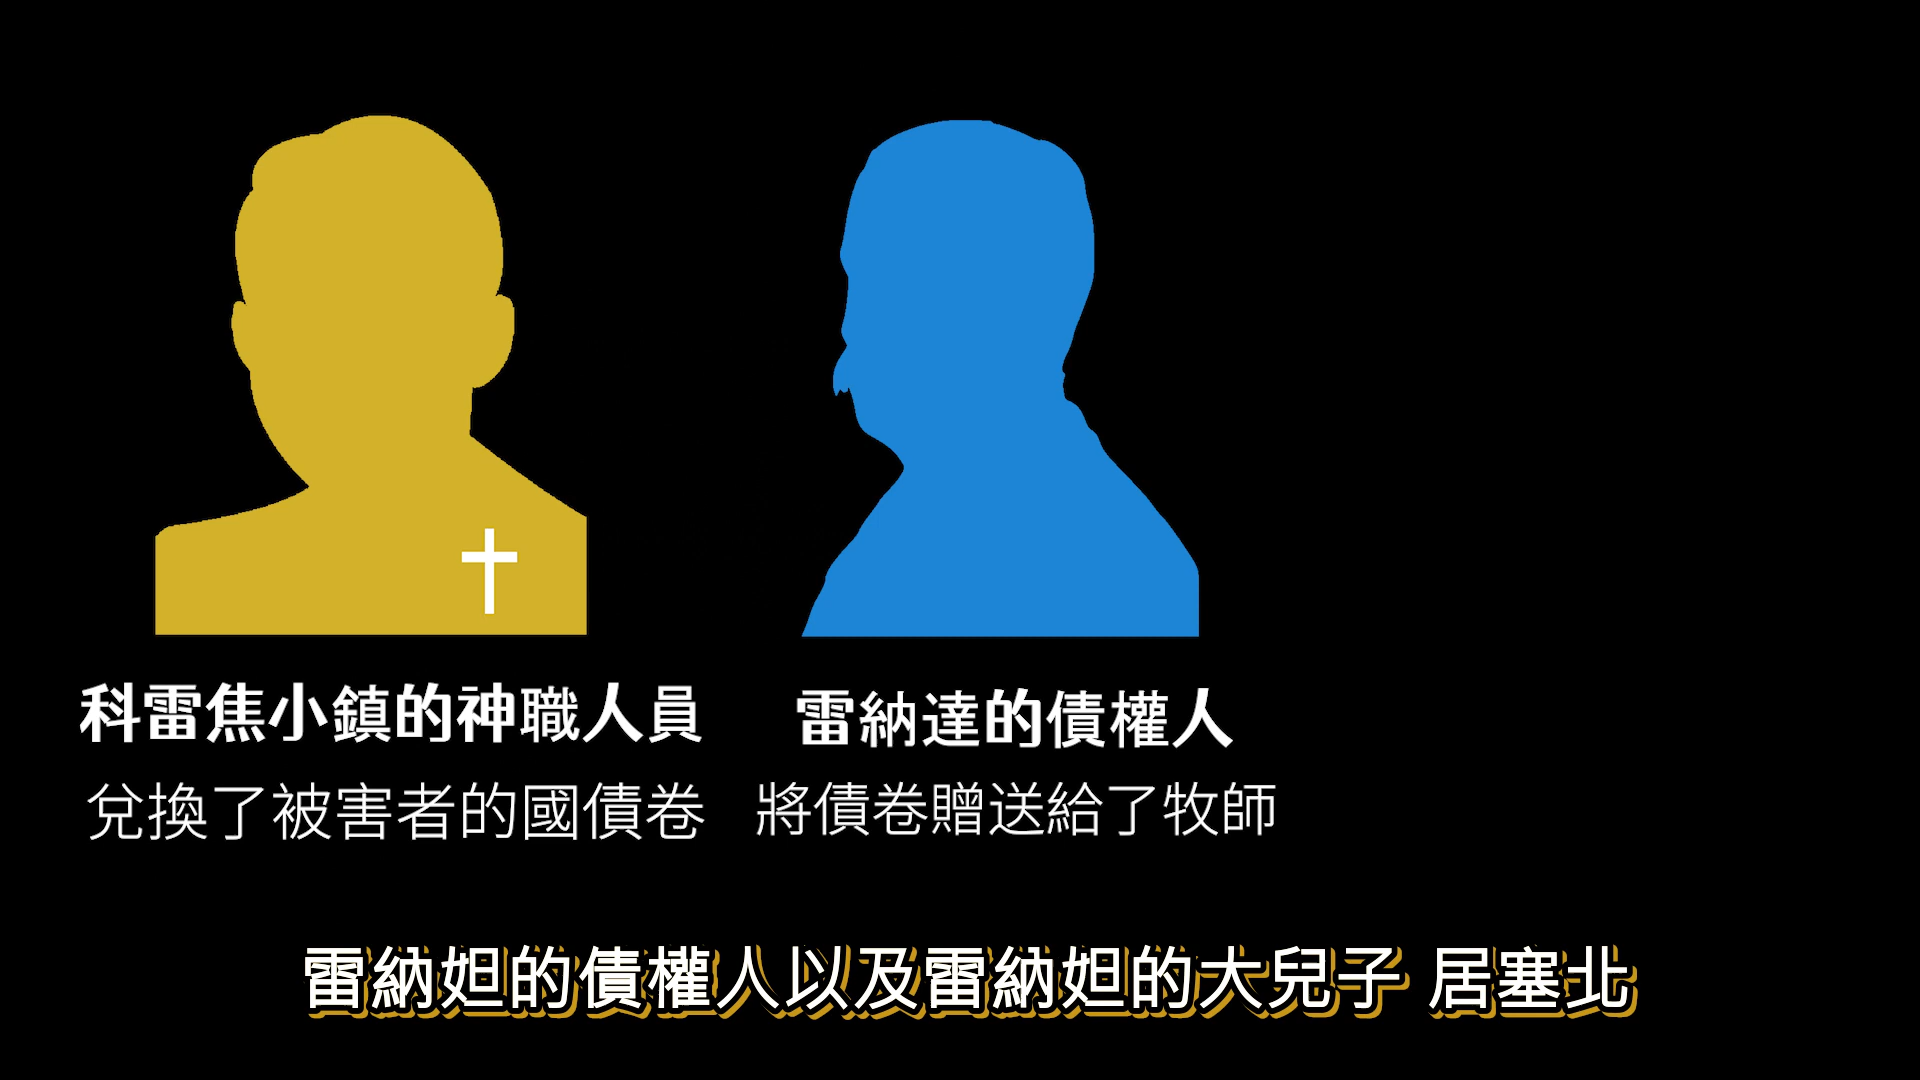 科雷焦小鎮的神職人員
兌換了被害者的國債卷
雷納達的債權人
將債卷贈送給了牧師
雷納妲的債權人以及雷納妲的大兒子 居塞北